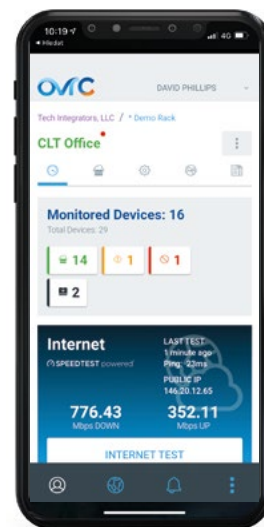 10:19
4G
◂ Hledat
OvrC
DAVID PHILLIPS
Tech Integrators, LLC / * Demo Rack
CLT Office
Monitored Devices: 16
Total Devices: 29
14
1
1
2
Internet
SPEEDTEST powered
LAST TEST
1 minute ago
Ping: 23ms
PUBLIC IP
146.20.12.65
776.43
Mbps DOWN
352.11
Mbps UP
INTERNET TEST